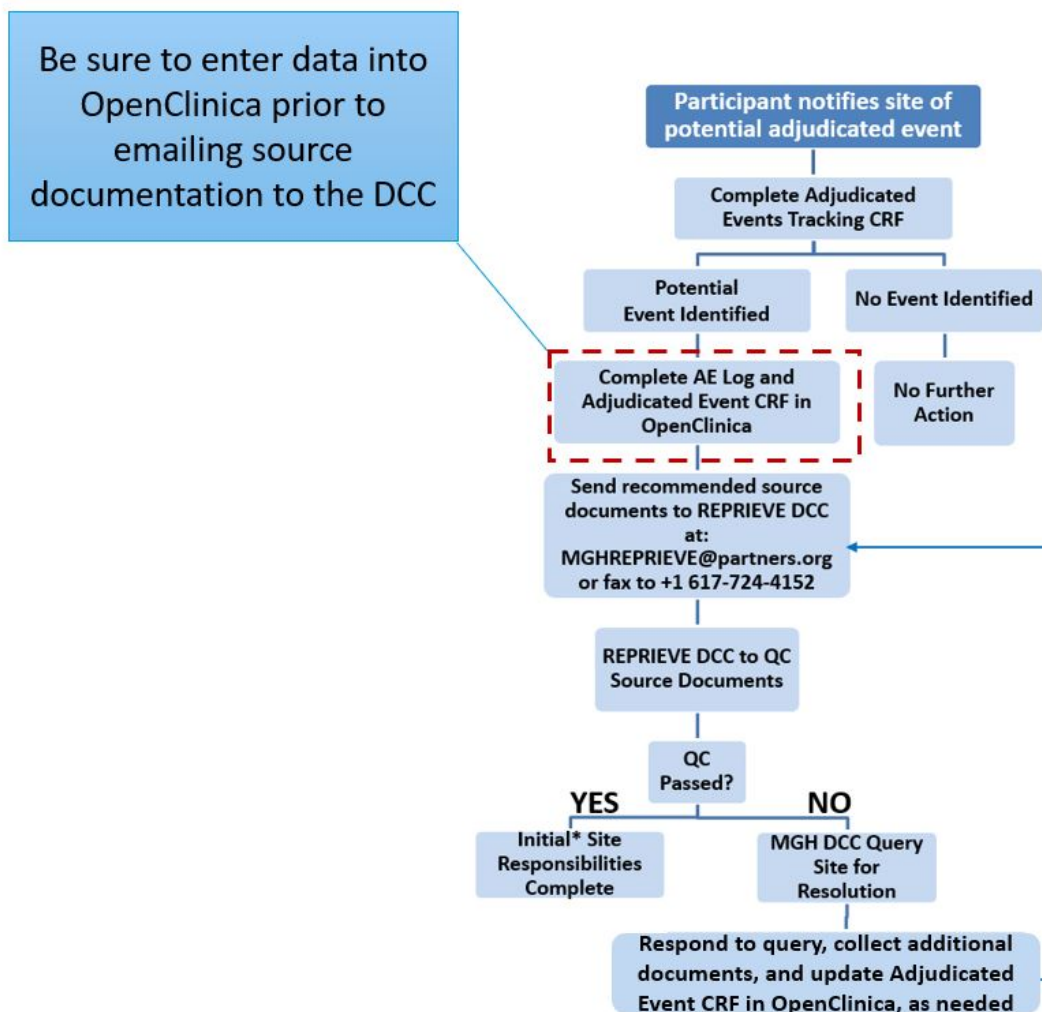 Be sure to enter data into
OpenClinica prior to
emailing source
documentation to the DCC
Participant notifies site of
potential adjudicated event
Complete Adjudicated
Events Tracking CRF
Potential
Event Identified
No Event Identified
Complete AE Log and
Adjudicated Event CRF in
OpenClinica
No Further
Action
Send recommended source
documents to REPRIEVE DCC
at:
MGHREPRIEVE@partners.org
or fax to +1 617-724-4152
REPRIEVE DCC to QC
Source Documents
QC
Passed?
YES
NO
Initial* Site
Responsibilities
Complete
MGH DCC Query
Site for
Resolution
Respond to query, collect additional
documents, and update Adjudicated
Event CRF in OpenClinica, as needed